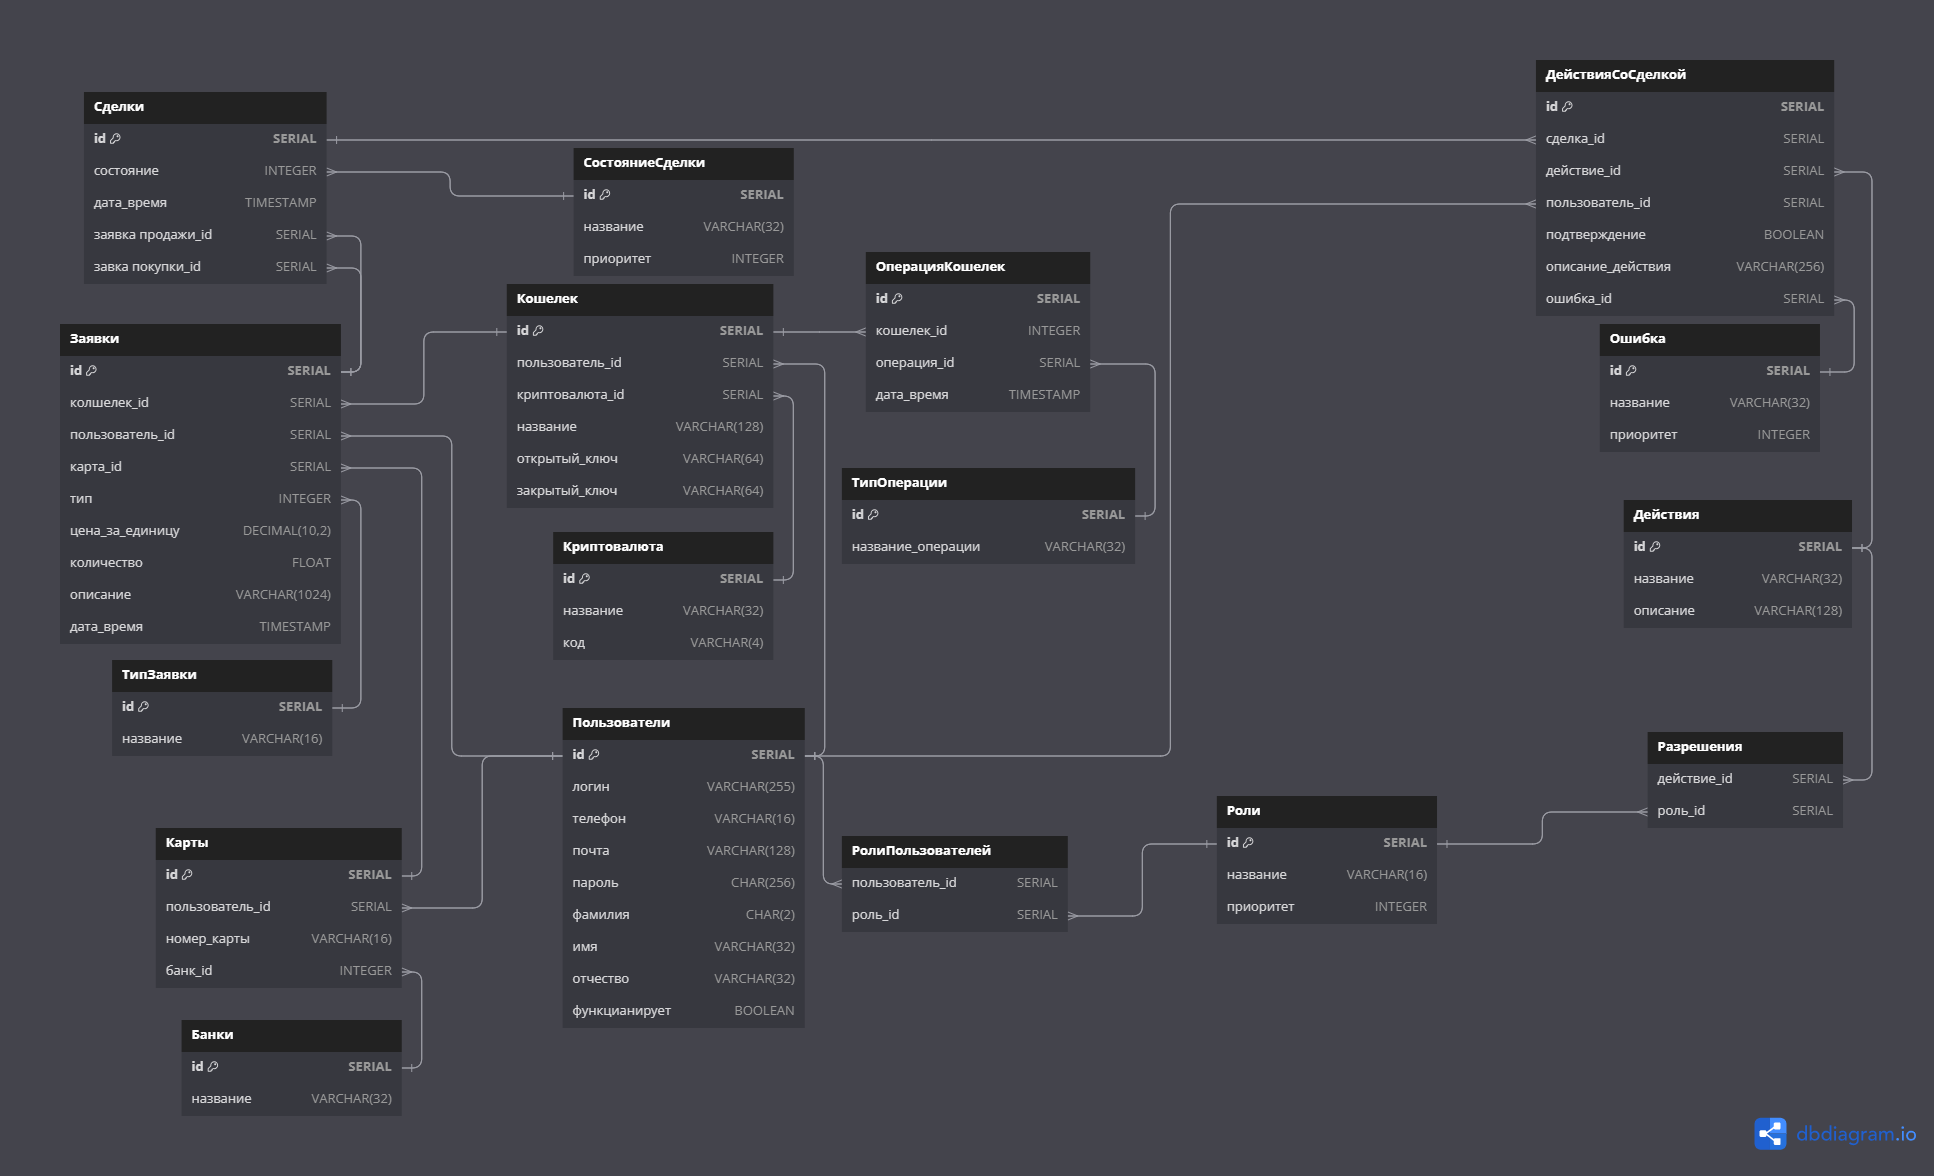 Сделки
id SERIAL
состояние INTEGER
дата_время TIMESTAMP
заявка продажи_id SERIAL
завка покупки_id SERIAL
Заявки
id SERIAL
колшелек_id SERIAL
пользователь_id SERIAL
карта_id SERIAL
тип INTEGER
цена_за_единицу DECIMAL(10,2)
количество FLOAT
описание VARCHAR(1024)
дата_время TIMESTAMP
ТипЗаявки
id SERIAL
название VARCHAR(16)
Карты
id SERIAL
пользователь_id SERIAL
номер_карты VARCHAR(16)
банк_id INTEGER
Банки
id SERIAL
название VARCHAR(32)
СостояниеСделки
id SERIAL
название VARCHAR(32)
приоритет INTEGER
Кошелек
id SERIAL
пользователь_id SERIAL
криптовалюта_id SERIAL
название VARCHAR(128)
открытый_ключ VARCHAR(64)
закрытый_ключ VARCHAR(64)
Криптовалюта
id SERIAL
название VARCHAR(32)
код VARCHAR(4)
Пользователи
id SERIAL
логин VARCHAR(255)
телефон VARCHAR(16)
почта VARCHAR(128)
пароль CHAR(256)
фамилия CHAR(2)
имя VARCHAR(32)
отчество VARCHAR(32)
функцианирует BOOLEAN
ОперацияКошелек
id SERIAL
кошелек_id INTEGER
операция_id SERIAL
дата_время TIMESTAMP
ТипОперации
id SERIAL
название_операции VARCHAR(32)
РолиПользователей
пользователь_id SERIAL
роль_id SERIAL
Роли
id SERIAL
название VARCHAR(16)
приоритет INTEGER
ДействияСоСделкой
id SERIAL
сделка_id SERIAL
действие_id SERIAL
пользователь_id SERIAL
подтверждение BOOLEAN
описание_действия VARCHAR(256)
ошибка_id SERIAL
Ошибка
id SERIAL
название VARCHAR(32)
приоритет INTEGER
Действия
id SERIAL
название VARCHAR(32)
описание VARCHAR(128)
Разрешения
действие_id SERIAL
роль_id SERIAL
dbdiagram.io